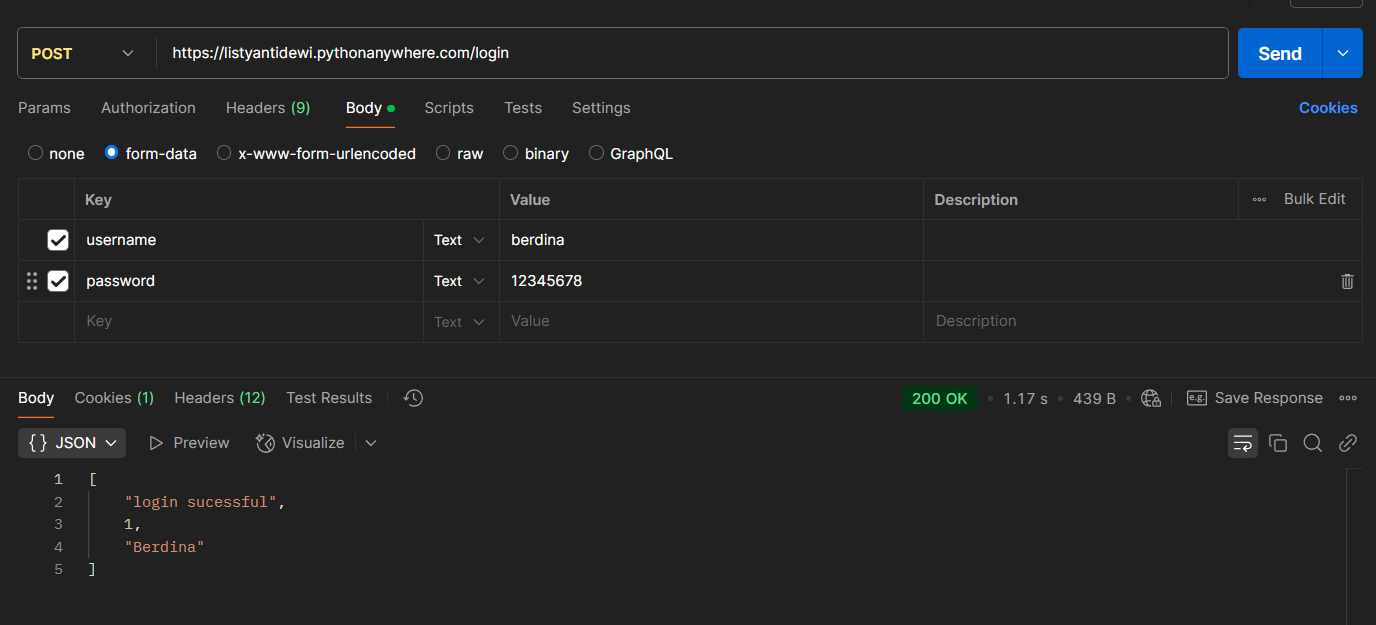 POST https://listyantidewi.pythonanywhere.com/login Send
Params Authorization Headers (9) Body Scripts Tests Settings Cookies
none form-data x-www-form-urlencoded raw binary GraphQL
Key Value Description Bulk Edit
username Text berdina
password Text 12345678
Key Text Value Description
Body Cookies (1) Headers (12) Test Results 200 OK 1.17 s 439 B e.g. Save Response
{} JSON Preview Visualize
1 [
2 "login sucessful",
3 1,
4 "Berdina"
5 ]